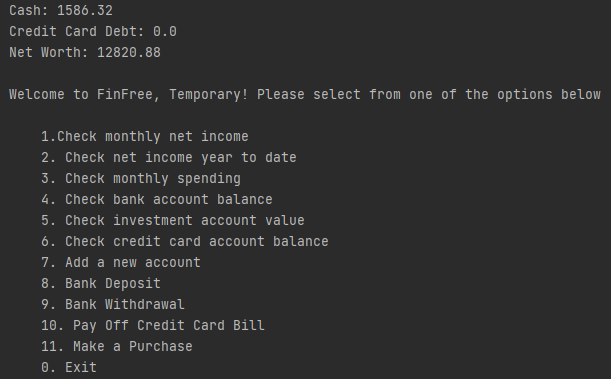 Cash: 1586.32
Credit Card Debt: 0.0
Net Worth: 12820.88
Welcome to FinFree, Temporary! Please select from one of the options below
1.Check monthly net income
2. Check net income year to date
3. Check monthly spending
4. Check bank account balance
5. Check investment account value
6. Check credit card account balance
7. Add a new account
8. Bank Deposit
9. Bank Withdrawal
10. Pay Off Credit Card Bill
11. Make a Purchase
0. Exit